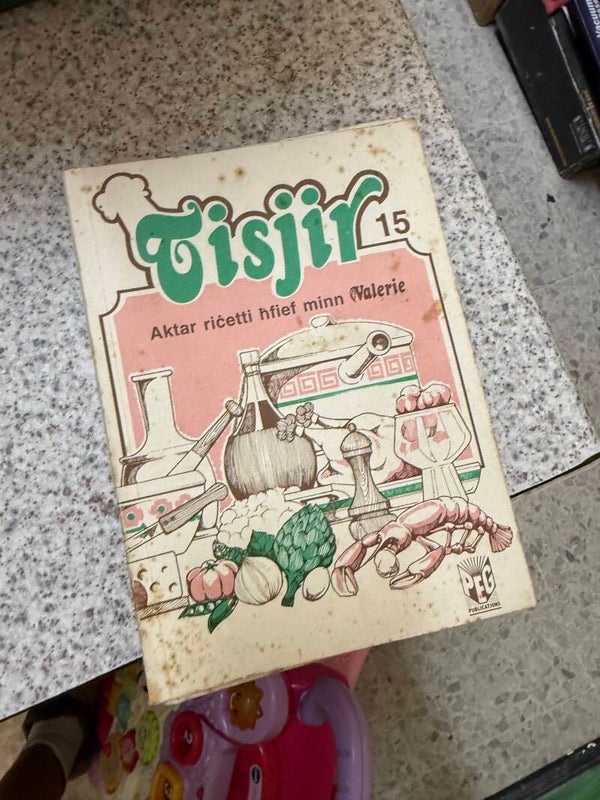 Tisjir 15
Aktar riċetti ħfief minn Valerie
PEG
PUBLICATIONS